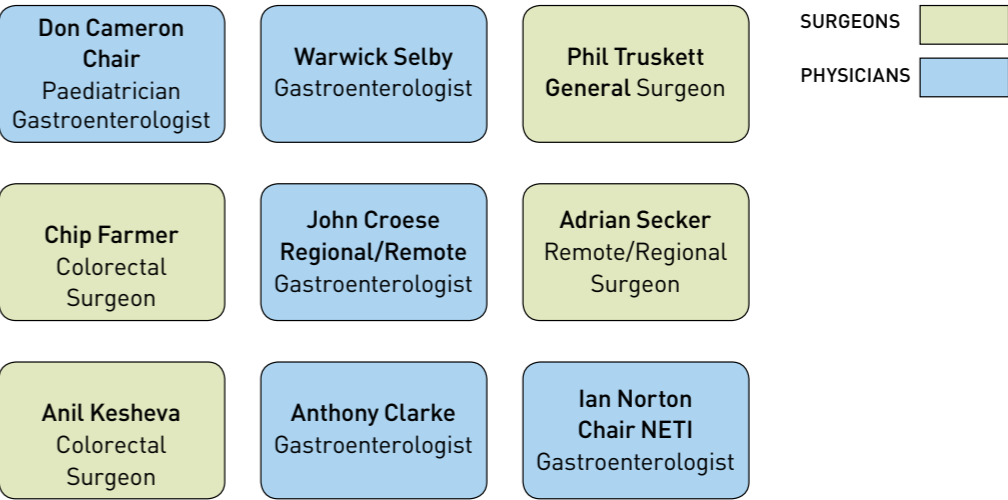 Don Cameron
Chair
Paediatrician
Gastroenterologist
Warwick Selby
Gastroenterologist
Phil Truskett
General Surgeon
SURGEONS
PHYSICIANS
Chip Farmer
Colorectal
Surgeon
John Croese
Regional/Remote
Gastroenterologist
Adrian Secker
Remote/Regional
Surgeon
Anil Kesheva
Colorectal
Surgeon
Anthony Clarke
Gastroenterologist
Ian Norton
Chair NETI
Gastroenterologist